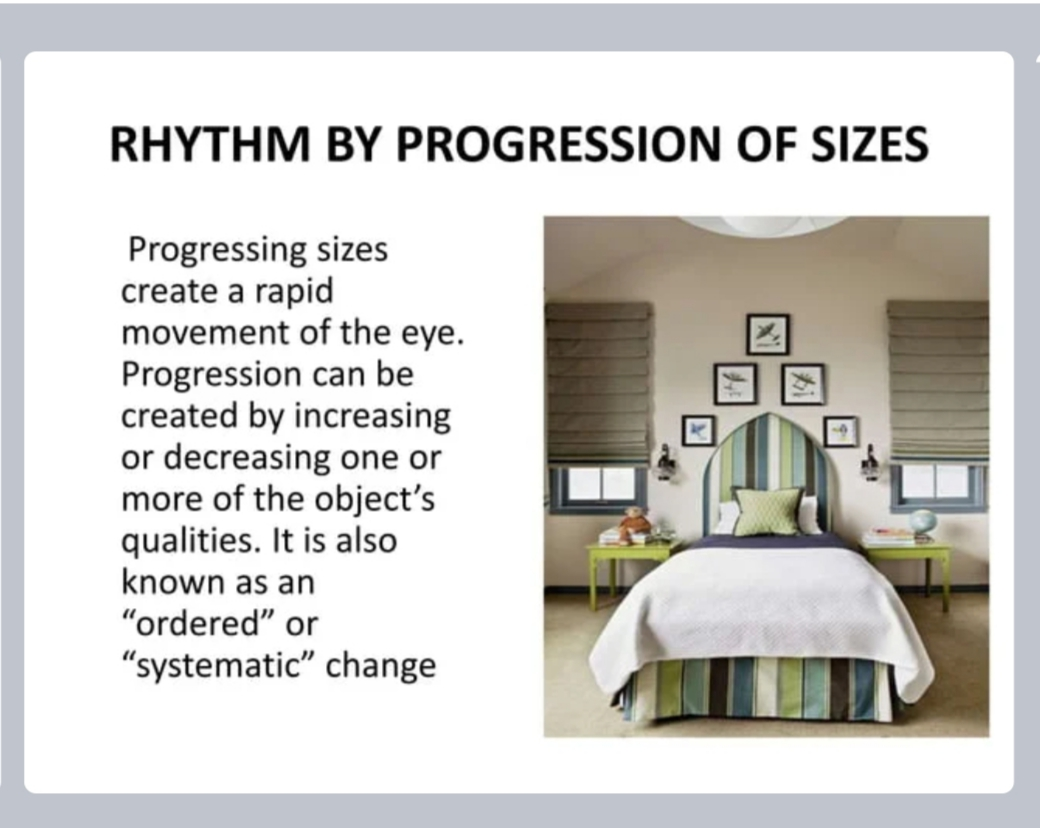 RHYTHM BY PROGRESSION OF SIZES
Progressing sizes
create a rapid
movement of the eye.
Progression can be
created by increasing
or decreasing one or
more of the object’s
qualities. It is also
known as an
“ordered” or
“systematic” change